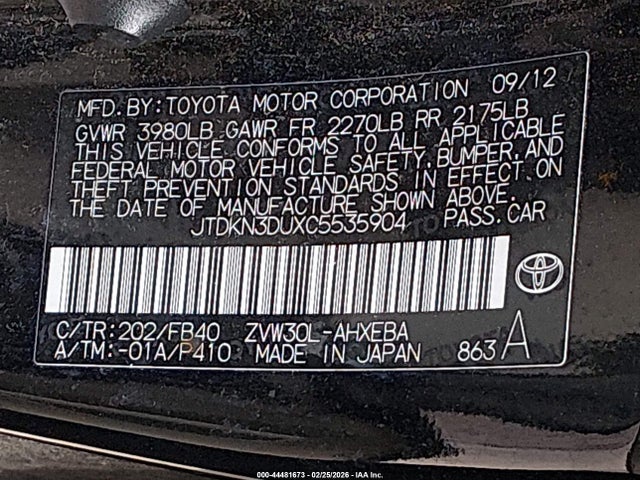 MFD. BY: TOYOTA MOTOR CORPORATION 09/12
GVWR 3980LB GAWR FR 2270LB RR 2175LB
THIS VEHICLE CONFORMS TO ALL APPLICABLE
FEDERAL MOTOR VEHICLE SAFETY, BUMPER, AND
THEFT PREVENTION STANDARDS IN EFFECT ON
THE DATE OF MANUFACTURE SHOWN ABOVE.
JTDKN3DUXC5535904 PASS. CAR
C/TR: 202/FB40 ZVW30L-AHXEBA
A/TM: -01A/P410 MADE IN JAPAN 863 A
000-44481673 - 02/25/2026 - IAA Inc.